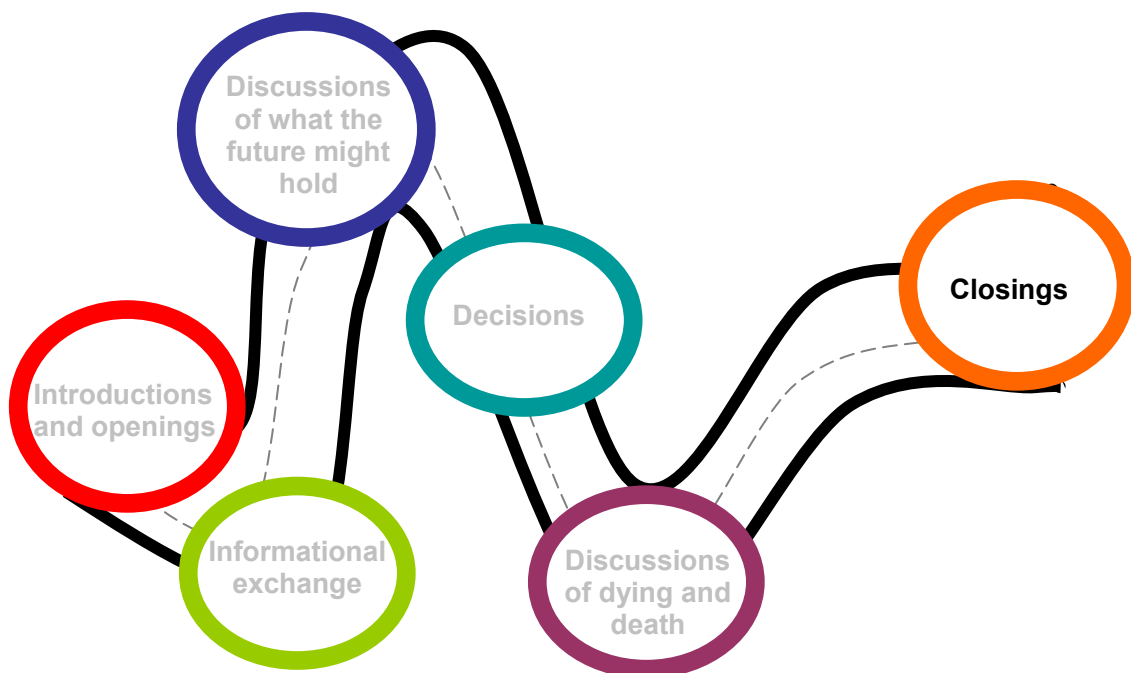 Introductions
and openings
Informational
exchange
Discussions
of what the
future might
hold
Decisions
Discussions
of dying and
death
Closings